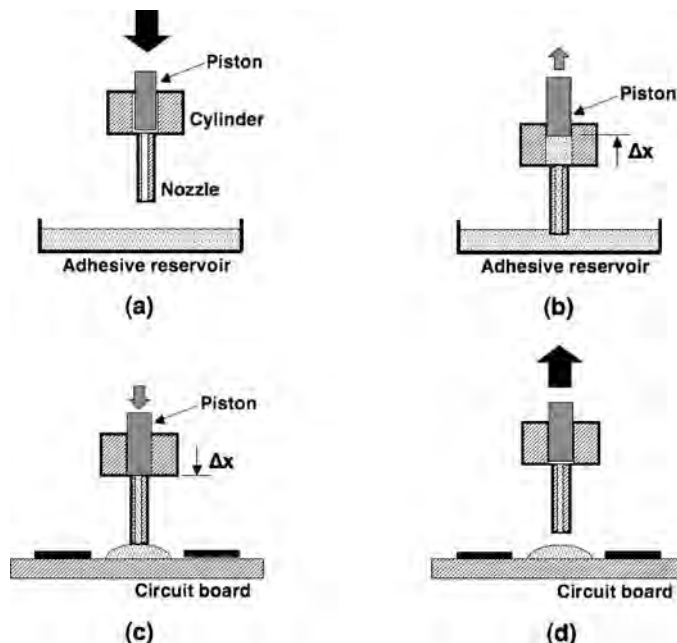 Piston
Cylinder
Nozzle
Adhesive reservoir
(a)
Piston
Δx
Adhesive reservoir
(b)
Piston
Δx
Circuit board
(c)
Circuit board
(d)